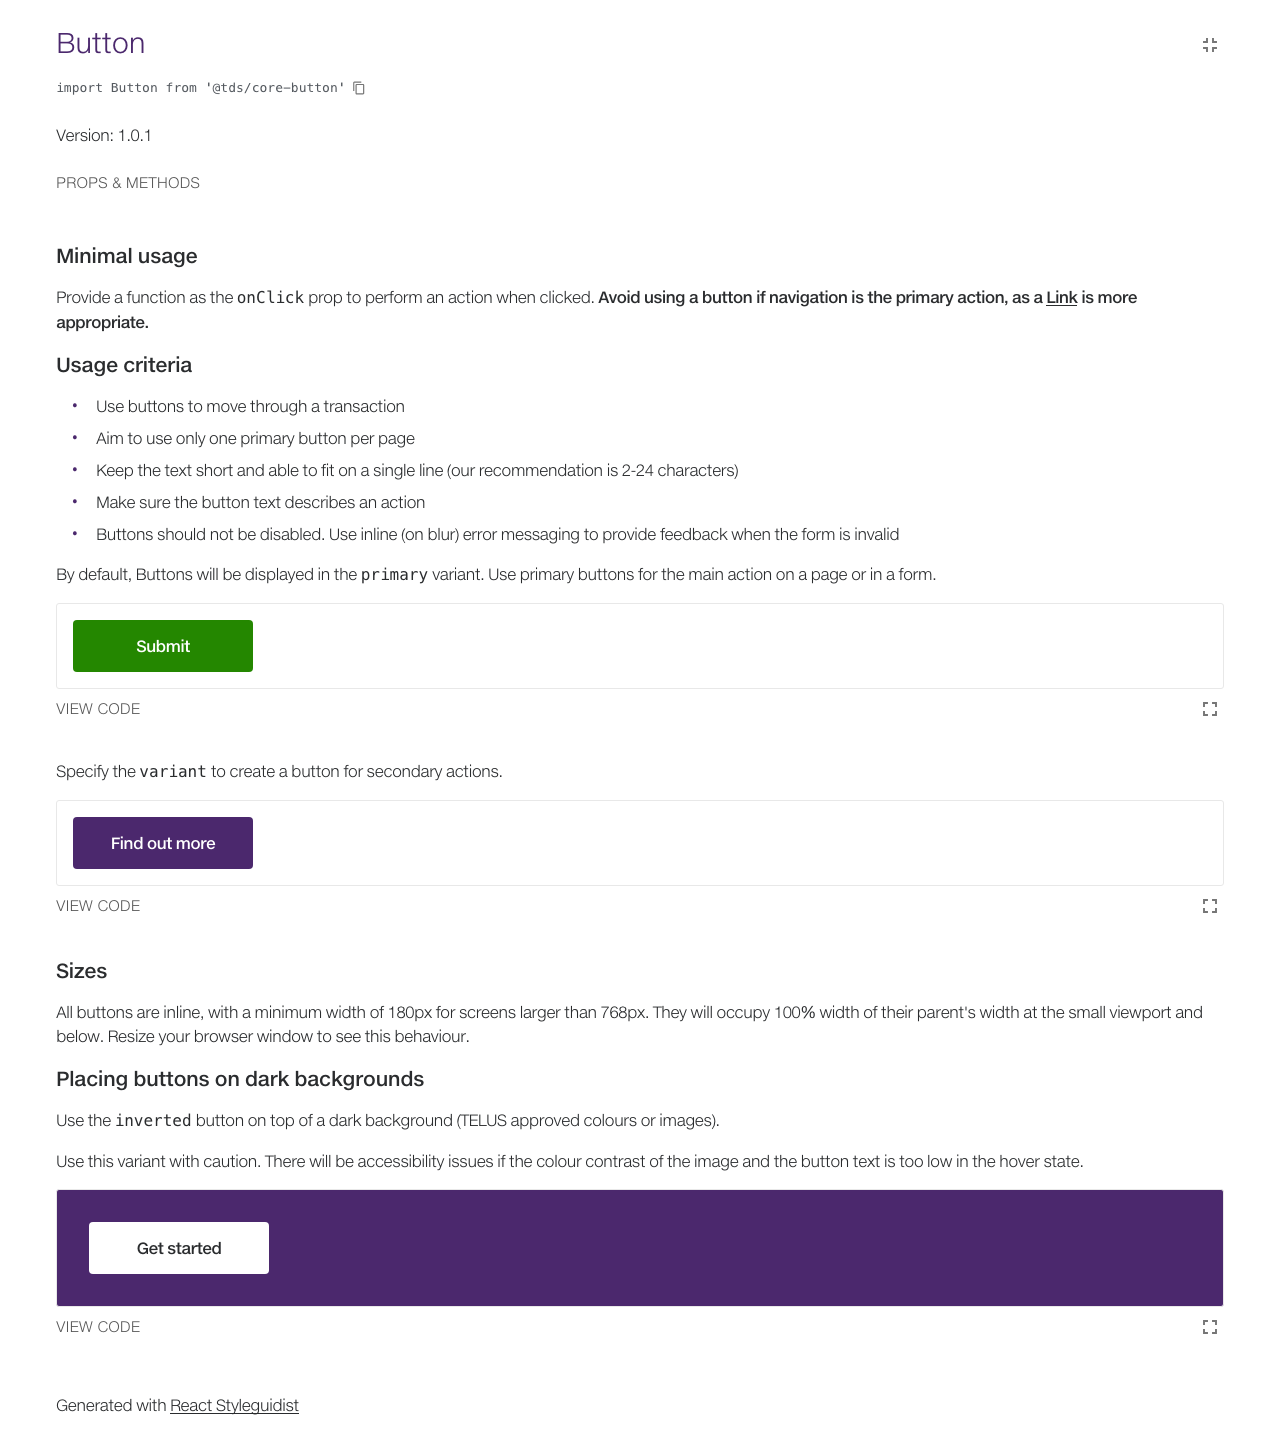 Button
import Button from '@tds/core-button'
Version: 1.0.1
PROPS & METHODS
Minimal usage
Provide a function as the onClick prop to perform an action when clicked. Avoid using a button if navigation is the primary action, as a Link is more
appropriate.
Usage criteria
• Use buttons to move through a transaction
• Aim to use only one primary button per page
• Keep the text short and able to fit on a single line (our recommendation is 2-24 characters)
• Make sure the button text describes an action
• Buttons should not be disabled. Use inline (on blur) error messaging to provide feedback when the form is invalid
By default, Buttons will be displayed in the primary variant. Use primary buttons for the main action on a page or in a form.
Submit
VIEW CODE
Specify the variant to create a button for secondary actions.
Find out more
VIEW CODE
Sizes
All buttons are inline, with a minimum width of 180px for screens larger than 768px. They will occupy 100% width of their parent's width at the small viewport and
below. Resize your browser window to see this behaviour.
Placing buttons on dark backgrounds
Use the inverted button on top of a dark background (TELUS approved colours or images).
Use this variant with caution. There will be accessibility issues if the colour contrast of the image and the button text is too low in the hover state.
Get started
VIEW CODE
Generated with React Styleguidist